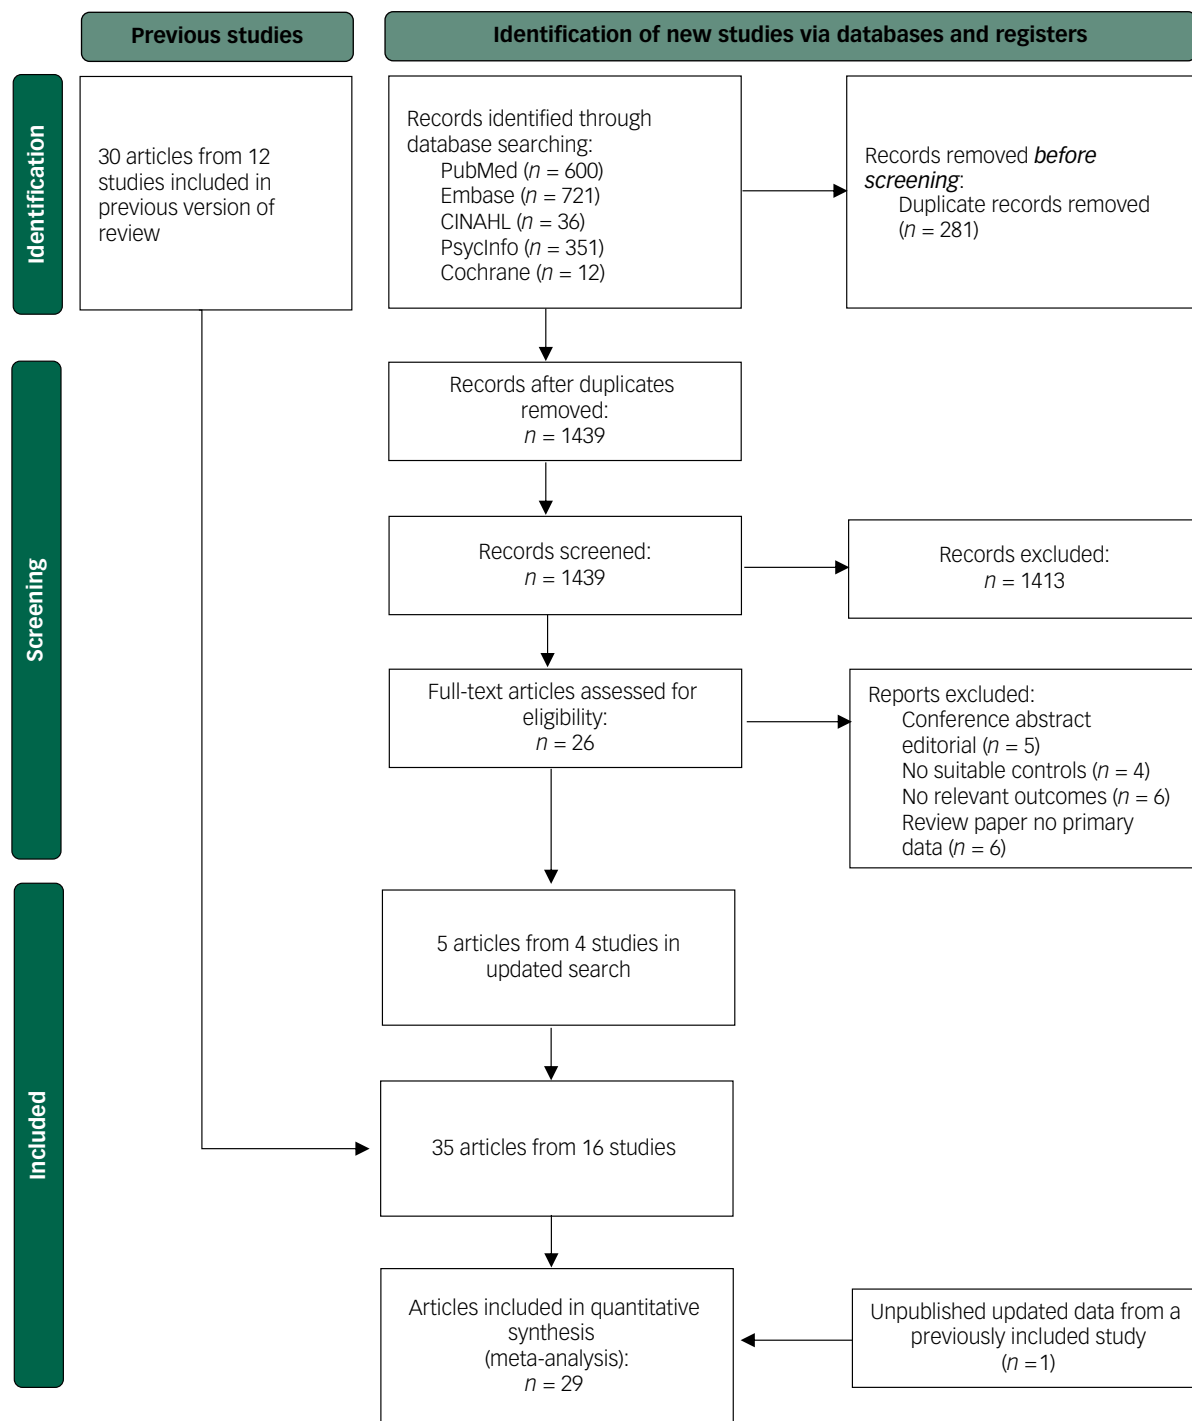 Previous studies
Identification of new studies via databases and registers
Identification
30 articles from 12
studies included in
previous version of
review
Records identified through
database searching:
PubMed (n = 600)
Embase (n = 721)
CINAHL (n = 36)
PsycInfo (n = 351)
Cochrane (n = 12)
Records removed before
screening:
Duplicate records removed
(n = 281)
Screening
Records after duplicates
removed:
n = 1439
Records screened:
n = 1439
Records excluded:
n = 1413
Full-text articles assessed for
eligibility:
n = 26
Reports excluded:
Conference abstract
editorial (n = 5)
No suitable controls (n = 4)
No relevant outcomes (n = 6)
Review paper no primary
data (n = 6)
Included
5 articles from 4 studies in
updated search
35 articles from 16 studies
Articles included in quantitative
synthesis
(meta-analysis):
n = 29
Unpublished updated data from a
previously included study
(n =1)